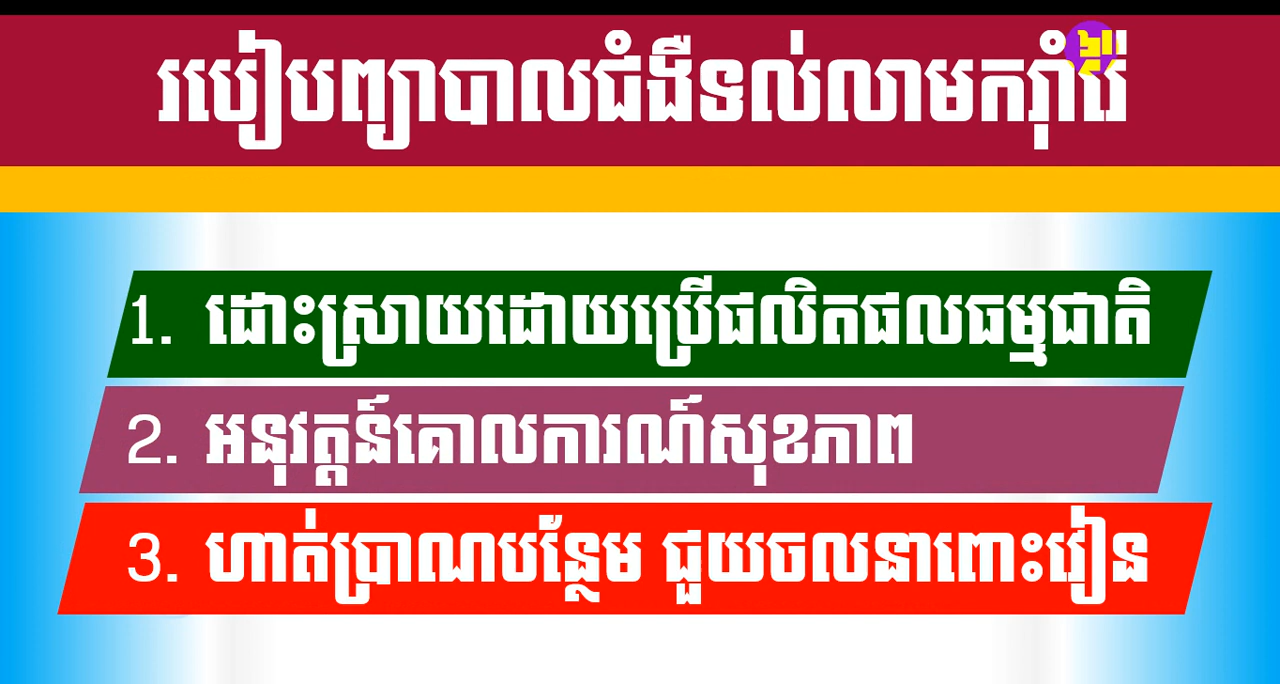 របៀបព្យាបាលជំងឺទល់លាមករ៉ាំរ៉ៃ
1. ដោះស្រាយដោយប្រើផលិតផលធម្មជាតិ
2. អនុវត្តន៍គោលការណ៍សុខភាព
3. ហាត់ប្រាណបន្ថែម ជួយចលនាពោះវៀន